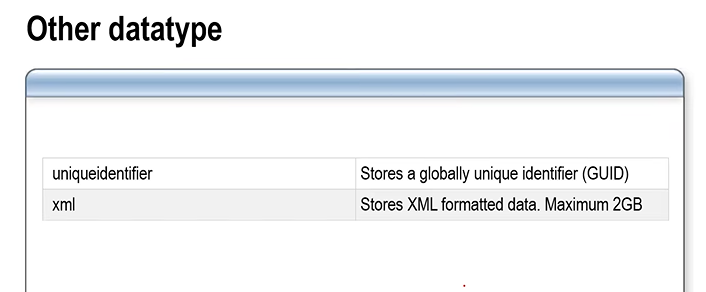 Other datatype
uniqueidentifier Stores a globally unique identifier (GUID)
xml Stores XML formatted data. Maximum 2GB